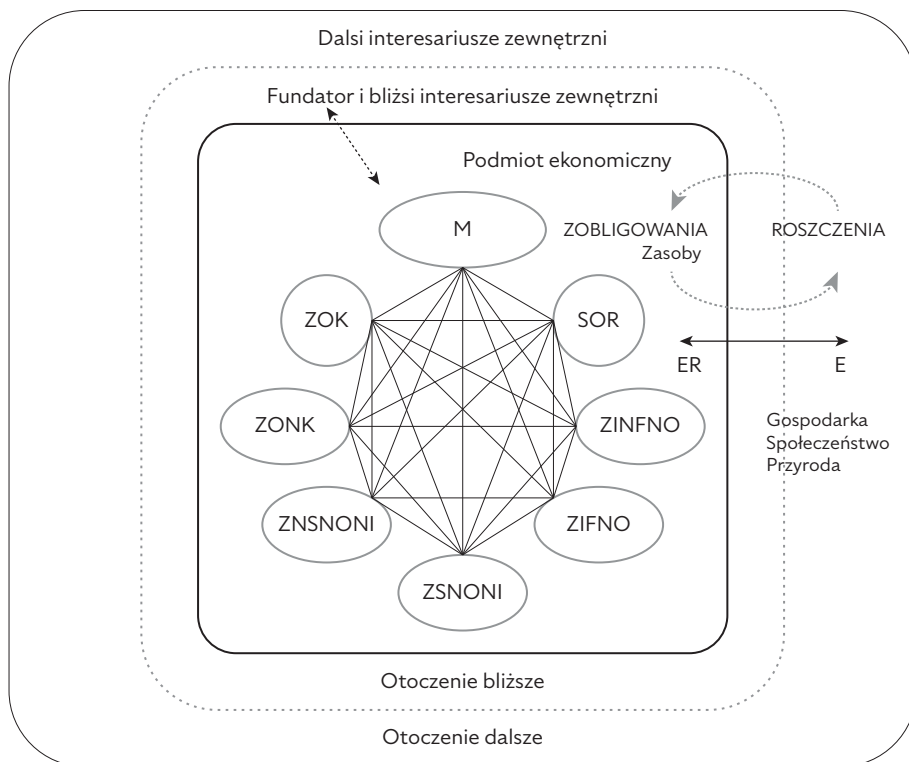 Dalsi interesariusze zewnętrzni
Fundator i bliżsi interesariusze zewnętrzni
Podmiot ekonomiczny
M
ZOBLIGOWANIA
Zasoby
ROSZCZENIA
ZOK
SOR
ER
E
ZONK
ZINFNO
Gospodarka
Społeczeństwo
Przyroda
ZNSNONI
ZIFNO
ZSNONI
Otoczenie bliższe
Otoczenie dalsze